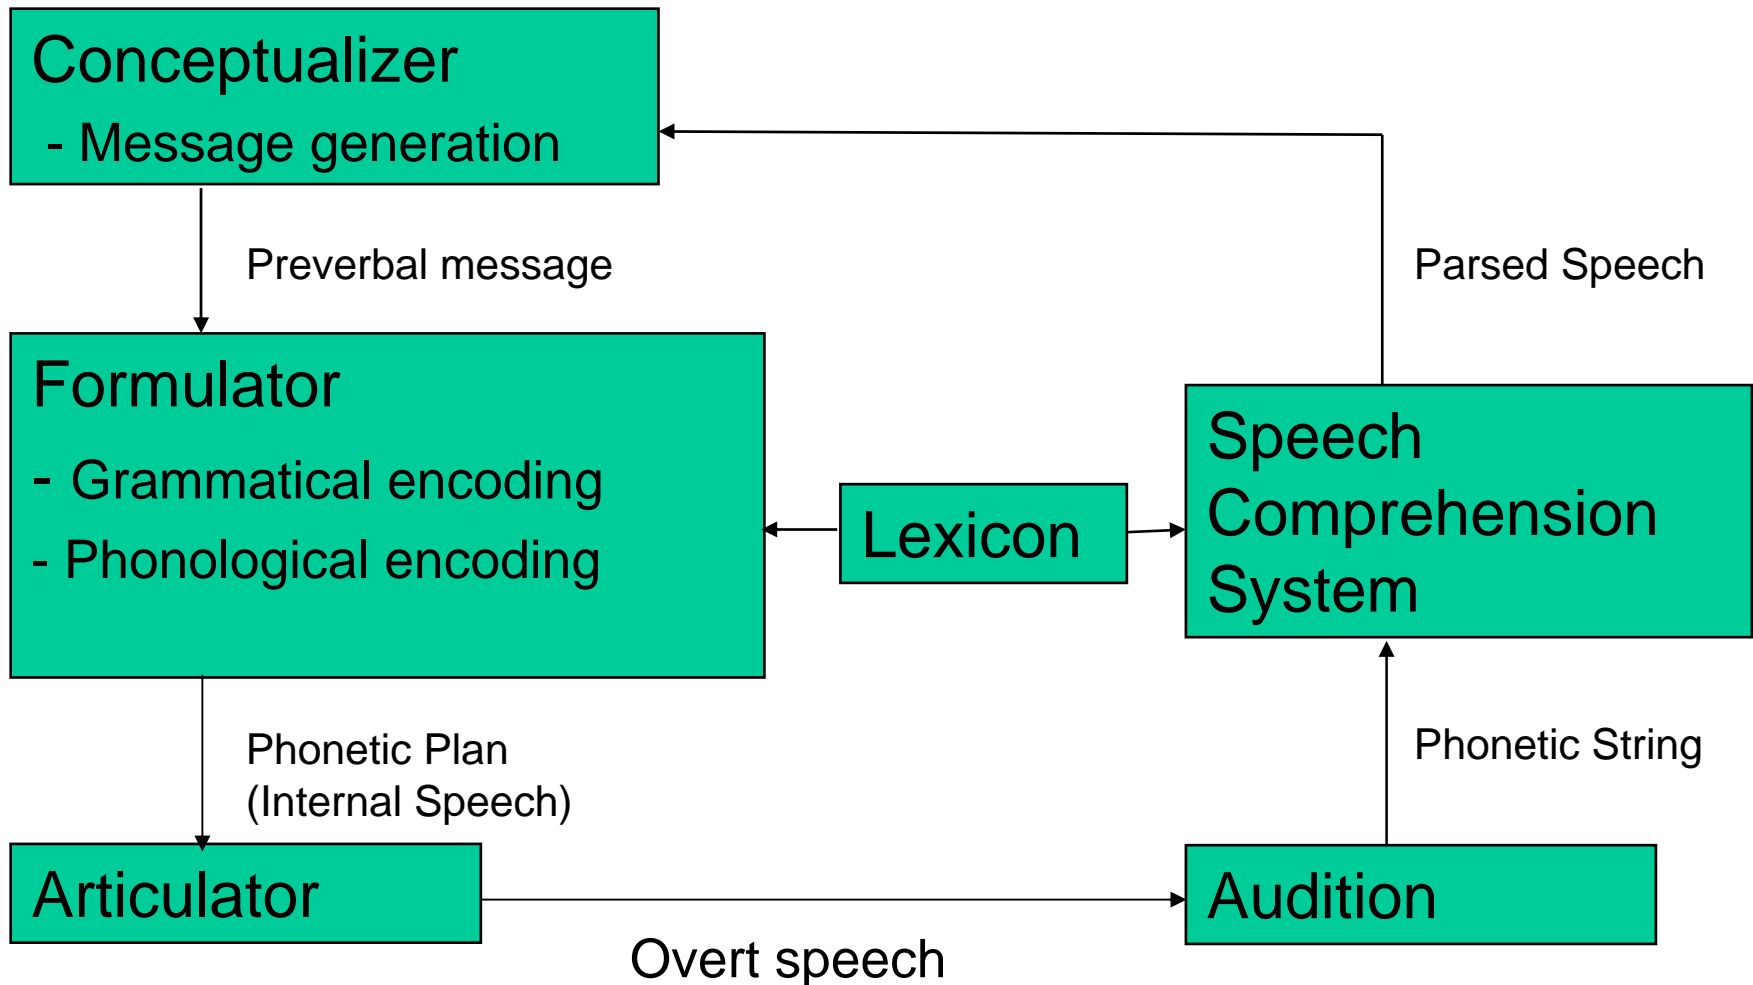 Conceptualizer
- Message generation
Preverbal message
Parsed Speech
Formulator
- Grammatical encoding
- Phonological encoding
Lexicon
Speech
Comprehension
System
Phonetic Plan
(Internal Speech)
Phonetic String
Articulator
Audition
Overt speech